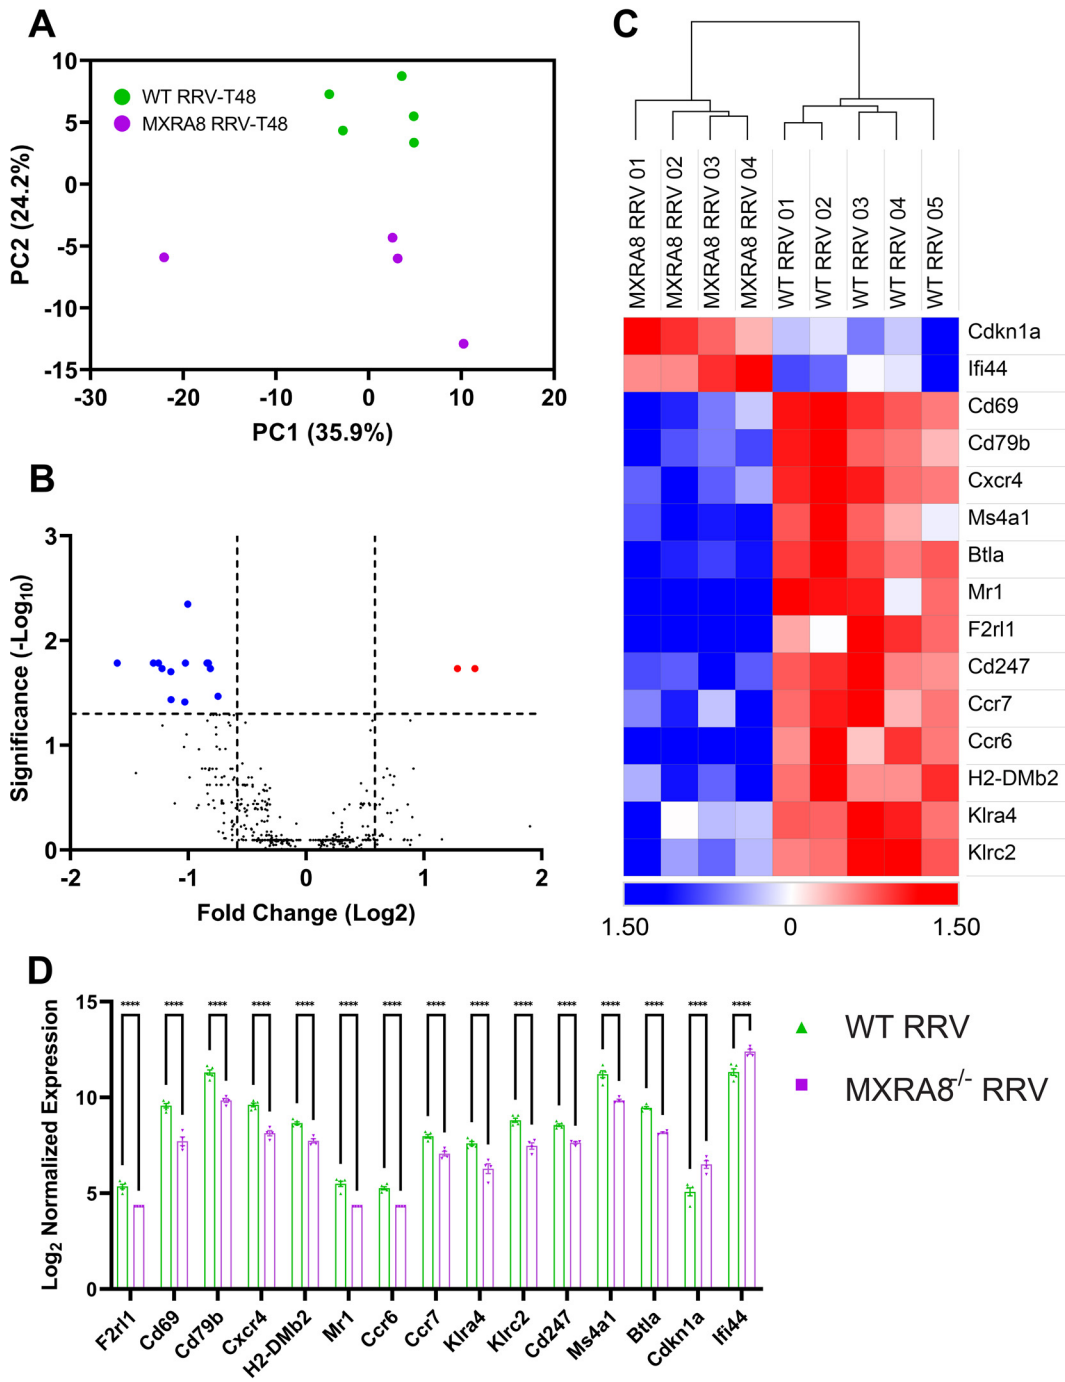 A
10
5
0
-5
-10
-15
-30
-20
-10
0
10
20
WT RRV-T48
MXRA8 RRV-T48
PC2 (24.2%)
PC1 (35.9%)
B
3
2
1
0
-2
-1
0
1
2
Significance (-Log10)
Fold Change (Log2)
C
MXRA8 RRV 01
MXRA8 RRV 02
MXRA8 RRV 03
MXRA8 RRV 04
WT RRV 01
WT RRV 02
WT RRV 03
WT RRV 04
WT RRV 05
Cdkn1a
Ifi44
Cd69
Cd79b
Cxcr4
Ms4a1
Btla
Mr1
F2rl1
Cd247
Ccr7
Ccr6
H2-DMb2
Klra4
Klrc2
1.50
0
1.50
D
15
10
5
0
Log2 Normalized Expression
**** **** **** **** **** **** **** **** **** **** **** **** **** **** ****
F2rl1
Cd69
Cd79b
Cxcr4
H2-DMb2
Mr1
Ccr6
Ccr7
Klra4
Klrc2
Cd247
Ms4a1
Btla
Cdkn1a
Ifi44
WT RRV
MXRA8-/- RRV